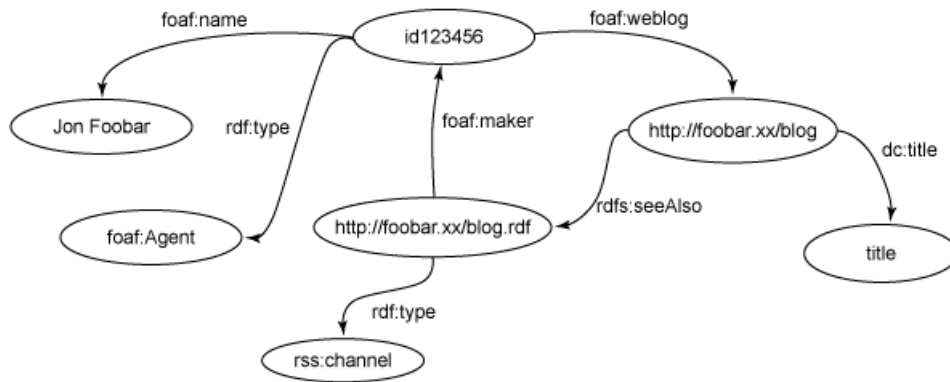 foaf:name
id123456
foaf:weblog
Jon Foobar
rdf:type
foaf:maker
http://foobar.xx/blog
dc:title
rdfs:seeAlso
foaf:Agent
http://foobar.xx/blog.rdf
title
rdf:type
rss:channel